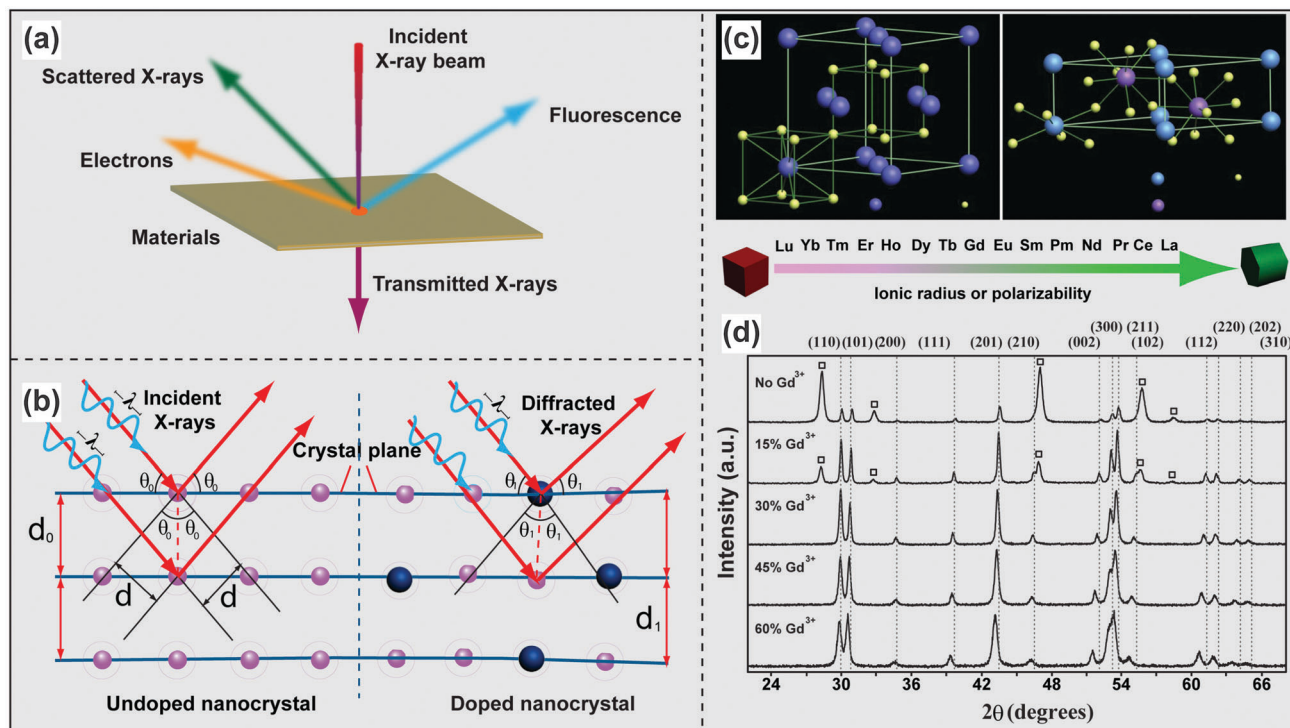 (a)
Incident
X-ray beam
Scattered X-rays
Fluorescence
Electrons
Materials
Transmitted X-rays
(b)
λ
λ
Incident
X-rays
Diffracted
X-rays
Crystal plane
θ₀
θ₀
θ₁
θ₁
θ₀
θ₀
θ₁
θ₁
d₀
d
d
d₁
Undoped nanocrystal
Doped nanocrystal
(c)
Lu Yb Tm Er Ho Dy Tb Gd Eu Sm Pm Nd Pr Ce La
Ionic radius or polarizability
(d)
(300) (211)
(220) (202)
(110) (101) (200)
(111)
(201) (210)
(002)
(102)
(112)
(310)
No Gd³⁺
15% Gd³⁺
30% Gd³⁺
45% Gd³⁺
60% Gd³⁺
Intensity (a.u.)
22 24 30 36 42 48 54 60 66
2θ (degrees)